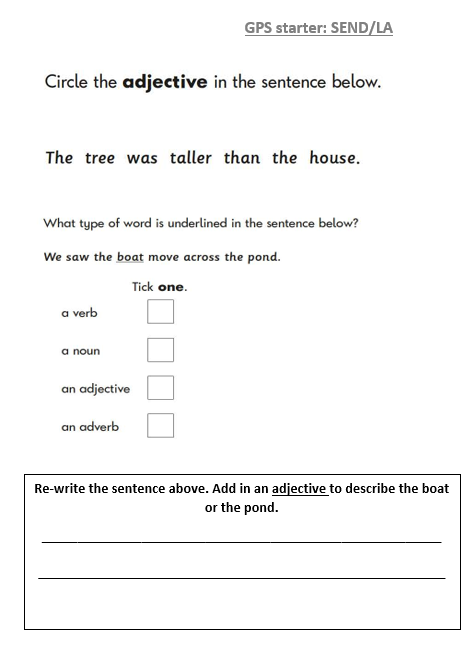 GPS starter: SEND/LA
Circle the adjective in the sentence below.
The tree was taller than the house.
What type of word is underlined in the sentence below?
We saw the boat move across the pond.
Tick one.
a verb
a noun
an adjective
an adverb
Re-write the sentence above. Add in an adjective to describe the boat
or the pond.